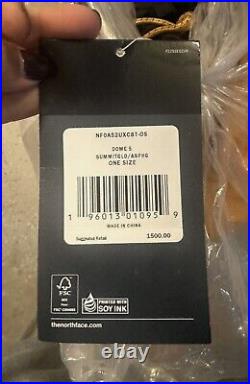 NF0A52UXC6T-OS
DOME 5
SUMMITGLD/ASPHG
ONE SIZE
1 96013 01095 9
MADE IN CHINA
Suggested Retail 1500.00
FSC
PRINTED WITH
SOY INK
thenorthface.com